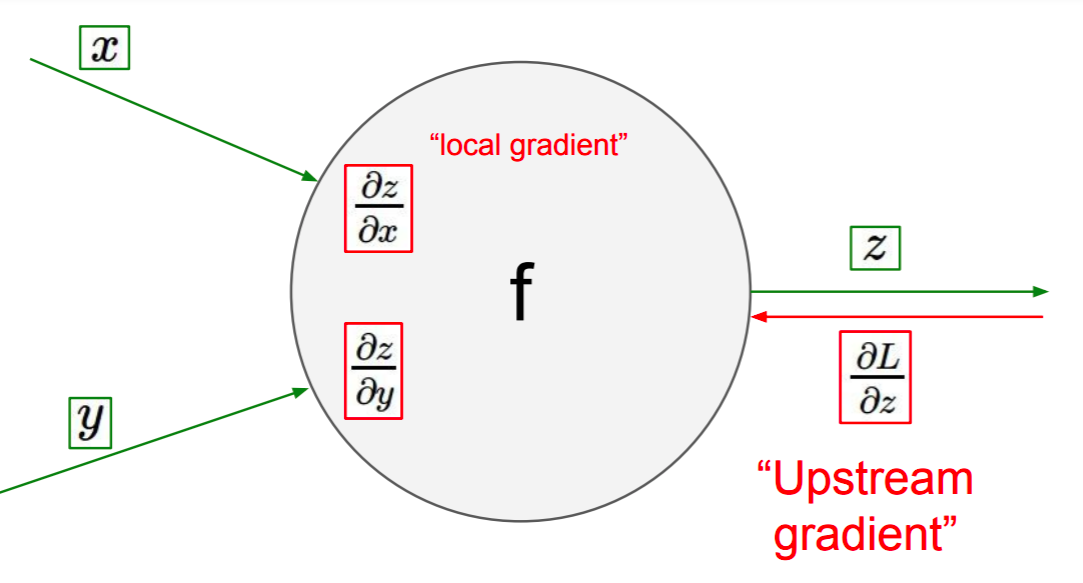 x
“local gradient”
∂z
∂x
z
f
∂z
∂y
∂L
∂z
y
“Upstream
gradient”